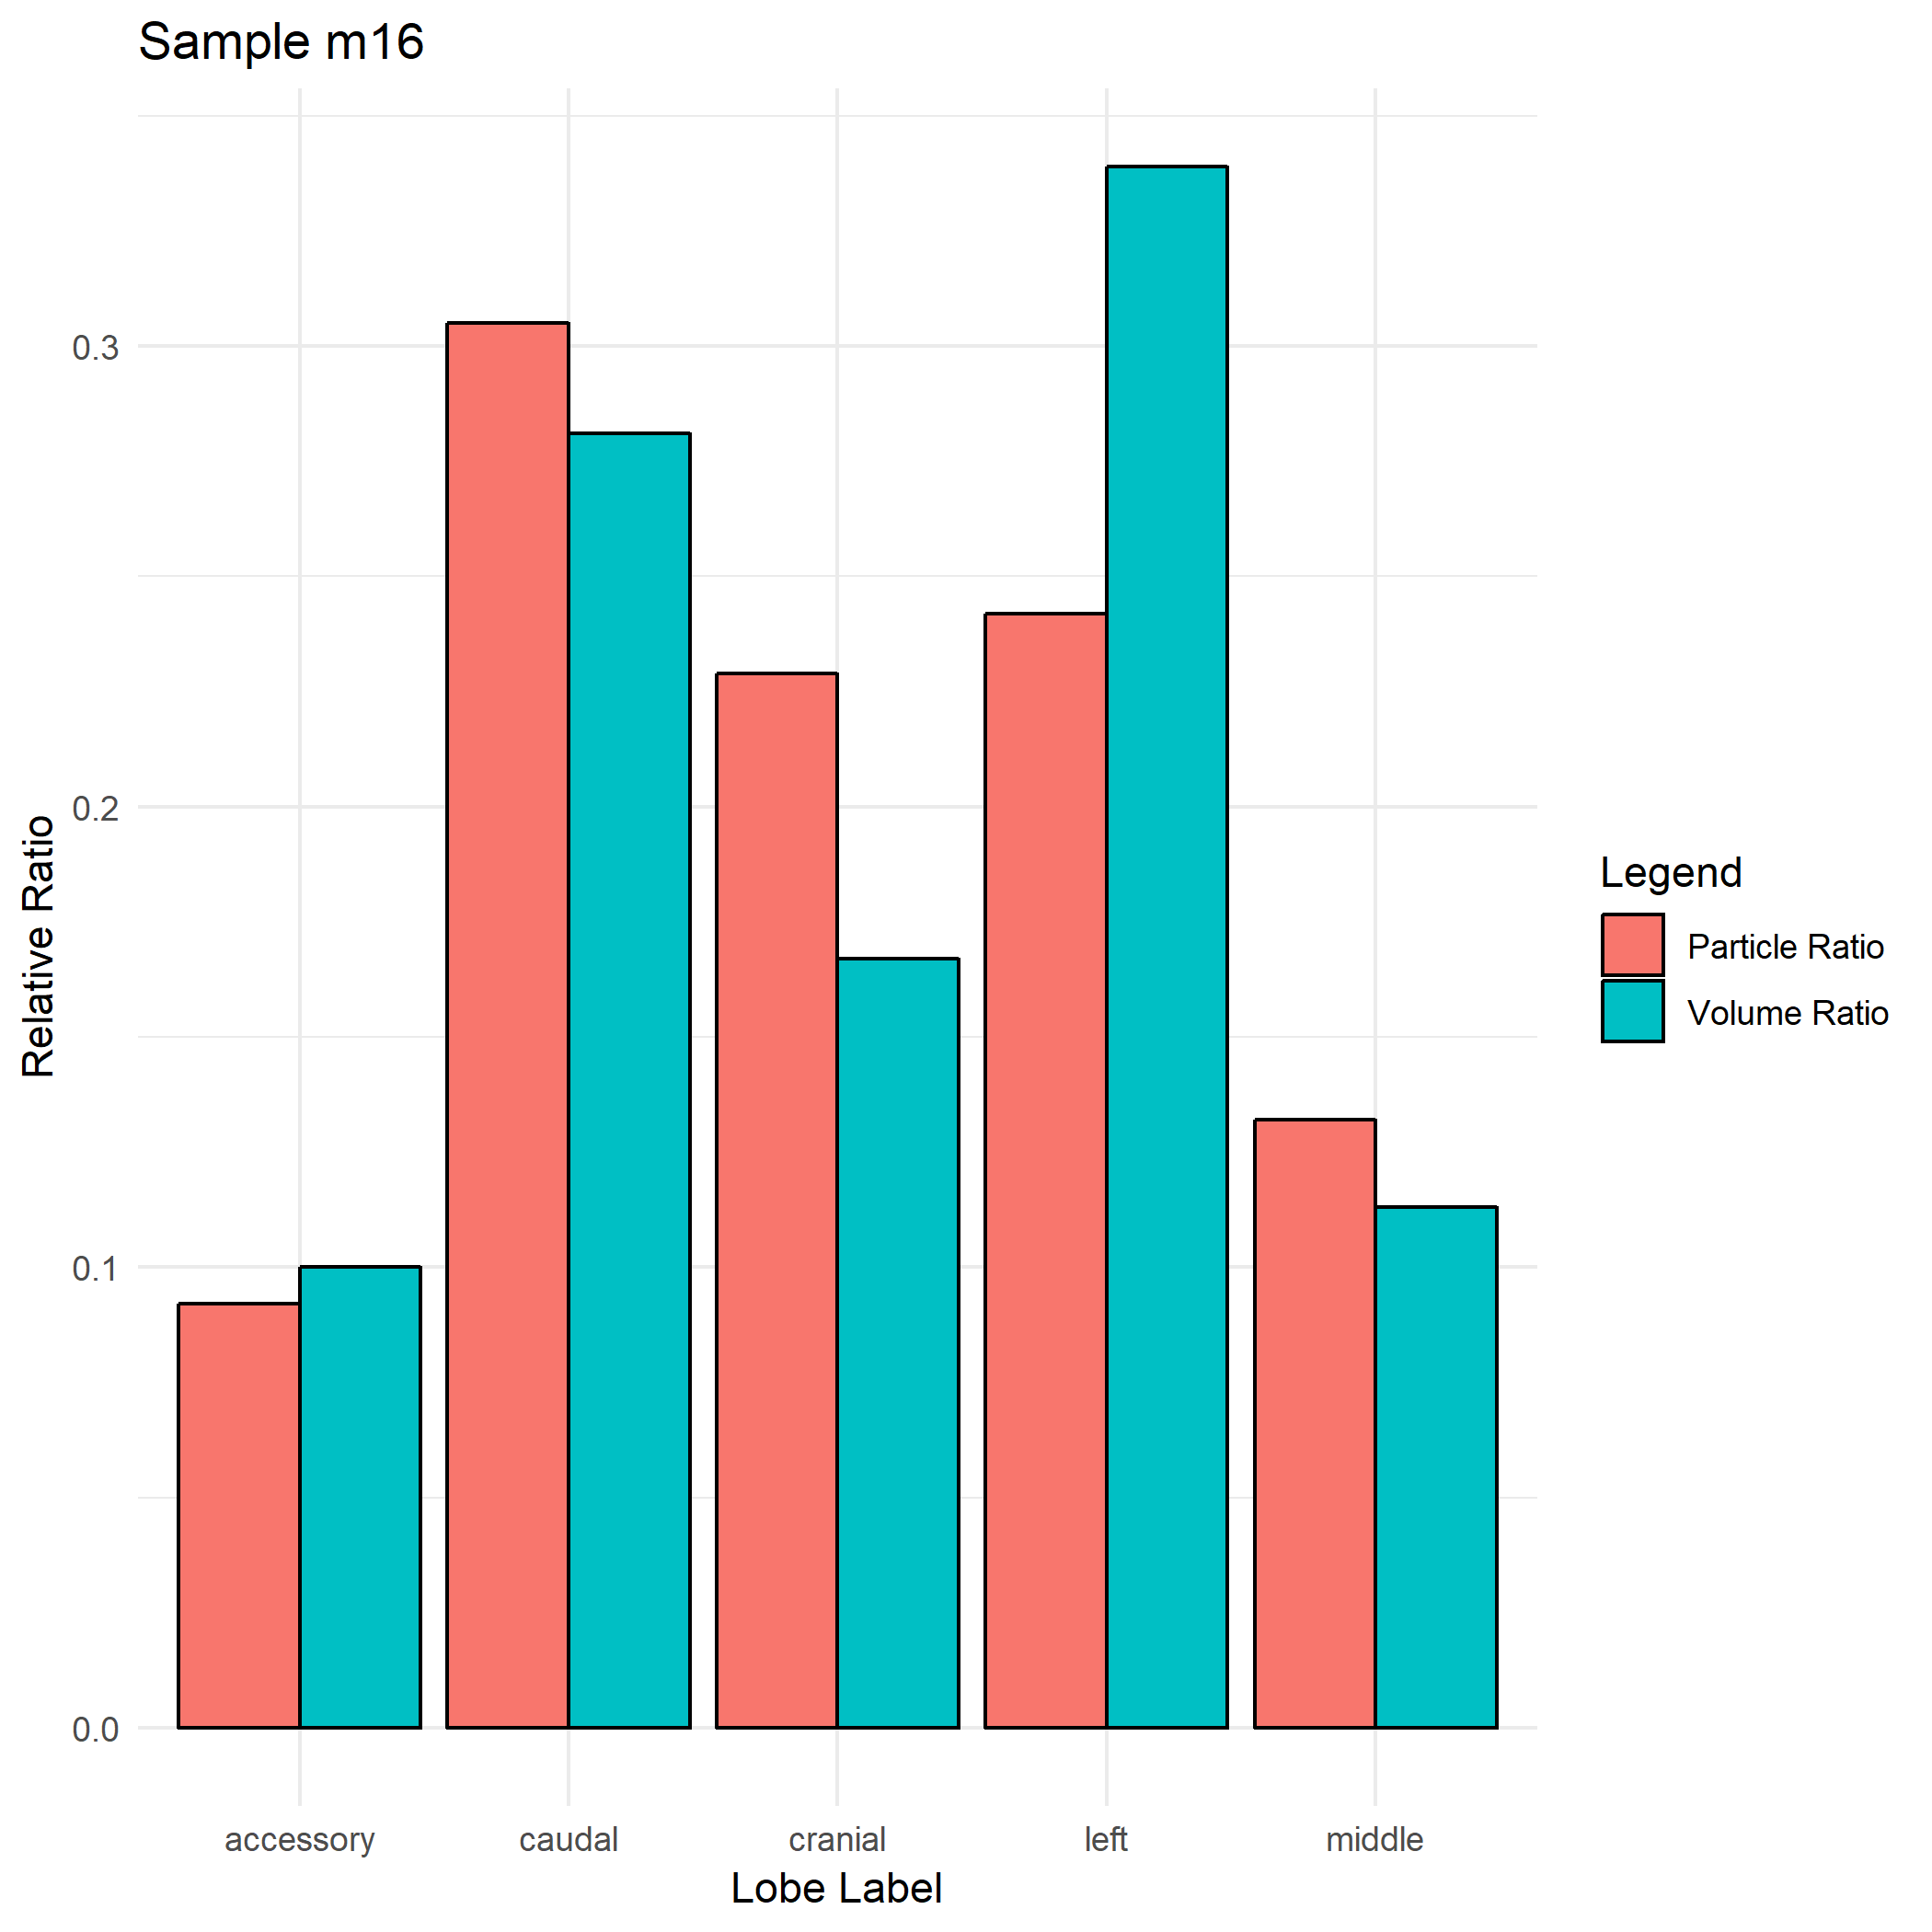 Sample m16
0.3
0.2
0.1
0.0
Relative Ratio
accessory caudal cranial left middle
Lobe Label
Legend
Particle Ratio
Volume Ratio